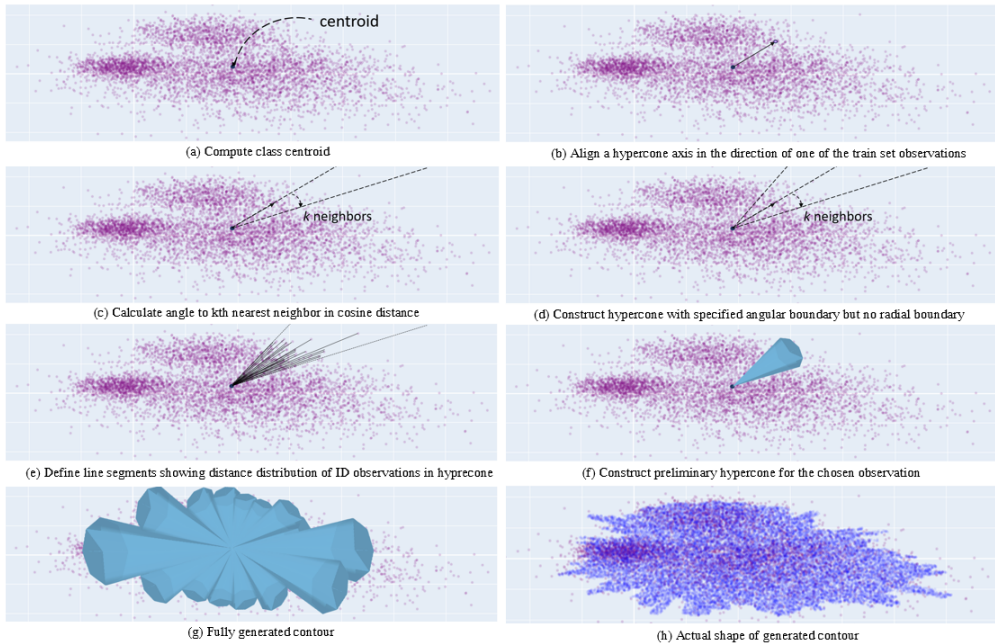 centroid
(a) Compute class centroid
(b) Align a hypercone axis in the direction of one of the train set observations
k neighbors
k neighbors
(c) Calculate angle to kth nearest neighbor in cosine distance
(d) Construct hypercone with specified angular boundary but no radial boundary
(e) Define line segments showing distance distribution of ID observations in hyprecone
(f) Construct preliminary hypercone for the chosen observation
(g) Fully generated contour
(h) Actual shape of generated contour